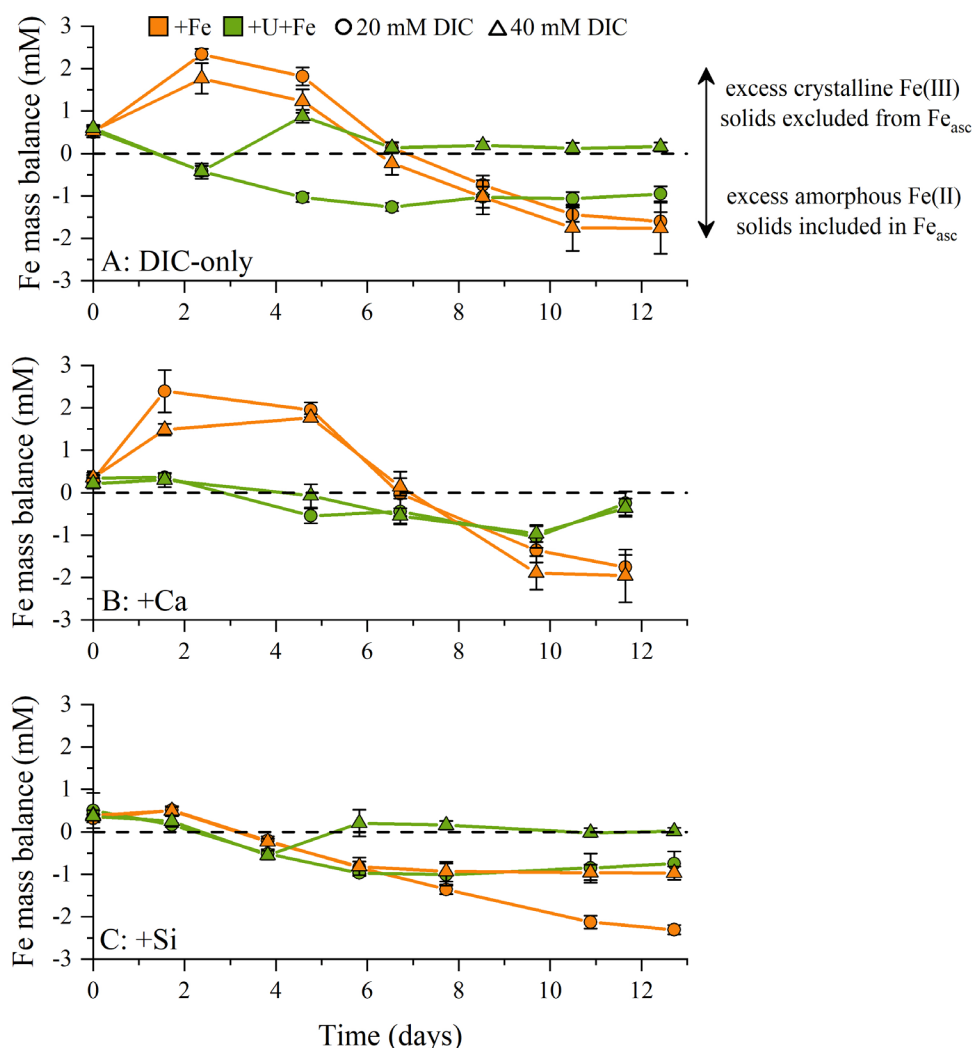 +Fe +U+Fe 20 mM DIC 40 mM DIC
Fe mass balance (mM)
3
2
1
0
-1
-2
-3
A: DIC-only
0 2 4 6 8 10 12
excess crystalline Fe(III)
solids excluded from Feasc
excess amorphous Fe(II)
solids included in Feasc
Fe mass balance (mM)
3
2
1
0
-1
-2
-3
B: +Ca
0 2 4 6 8 10 12
Fe mass balance (mM)
3
2
1
0
-1
-2
-3
C: +Si
0 2 4 6 8 10 12
Time (days)